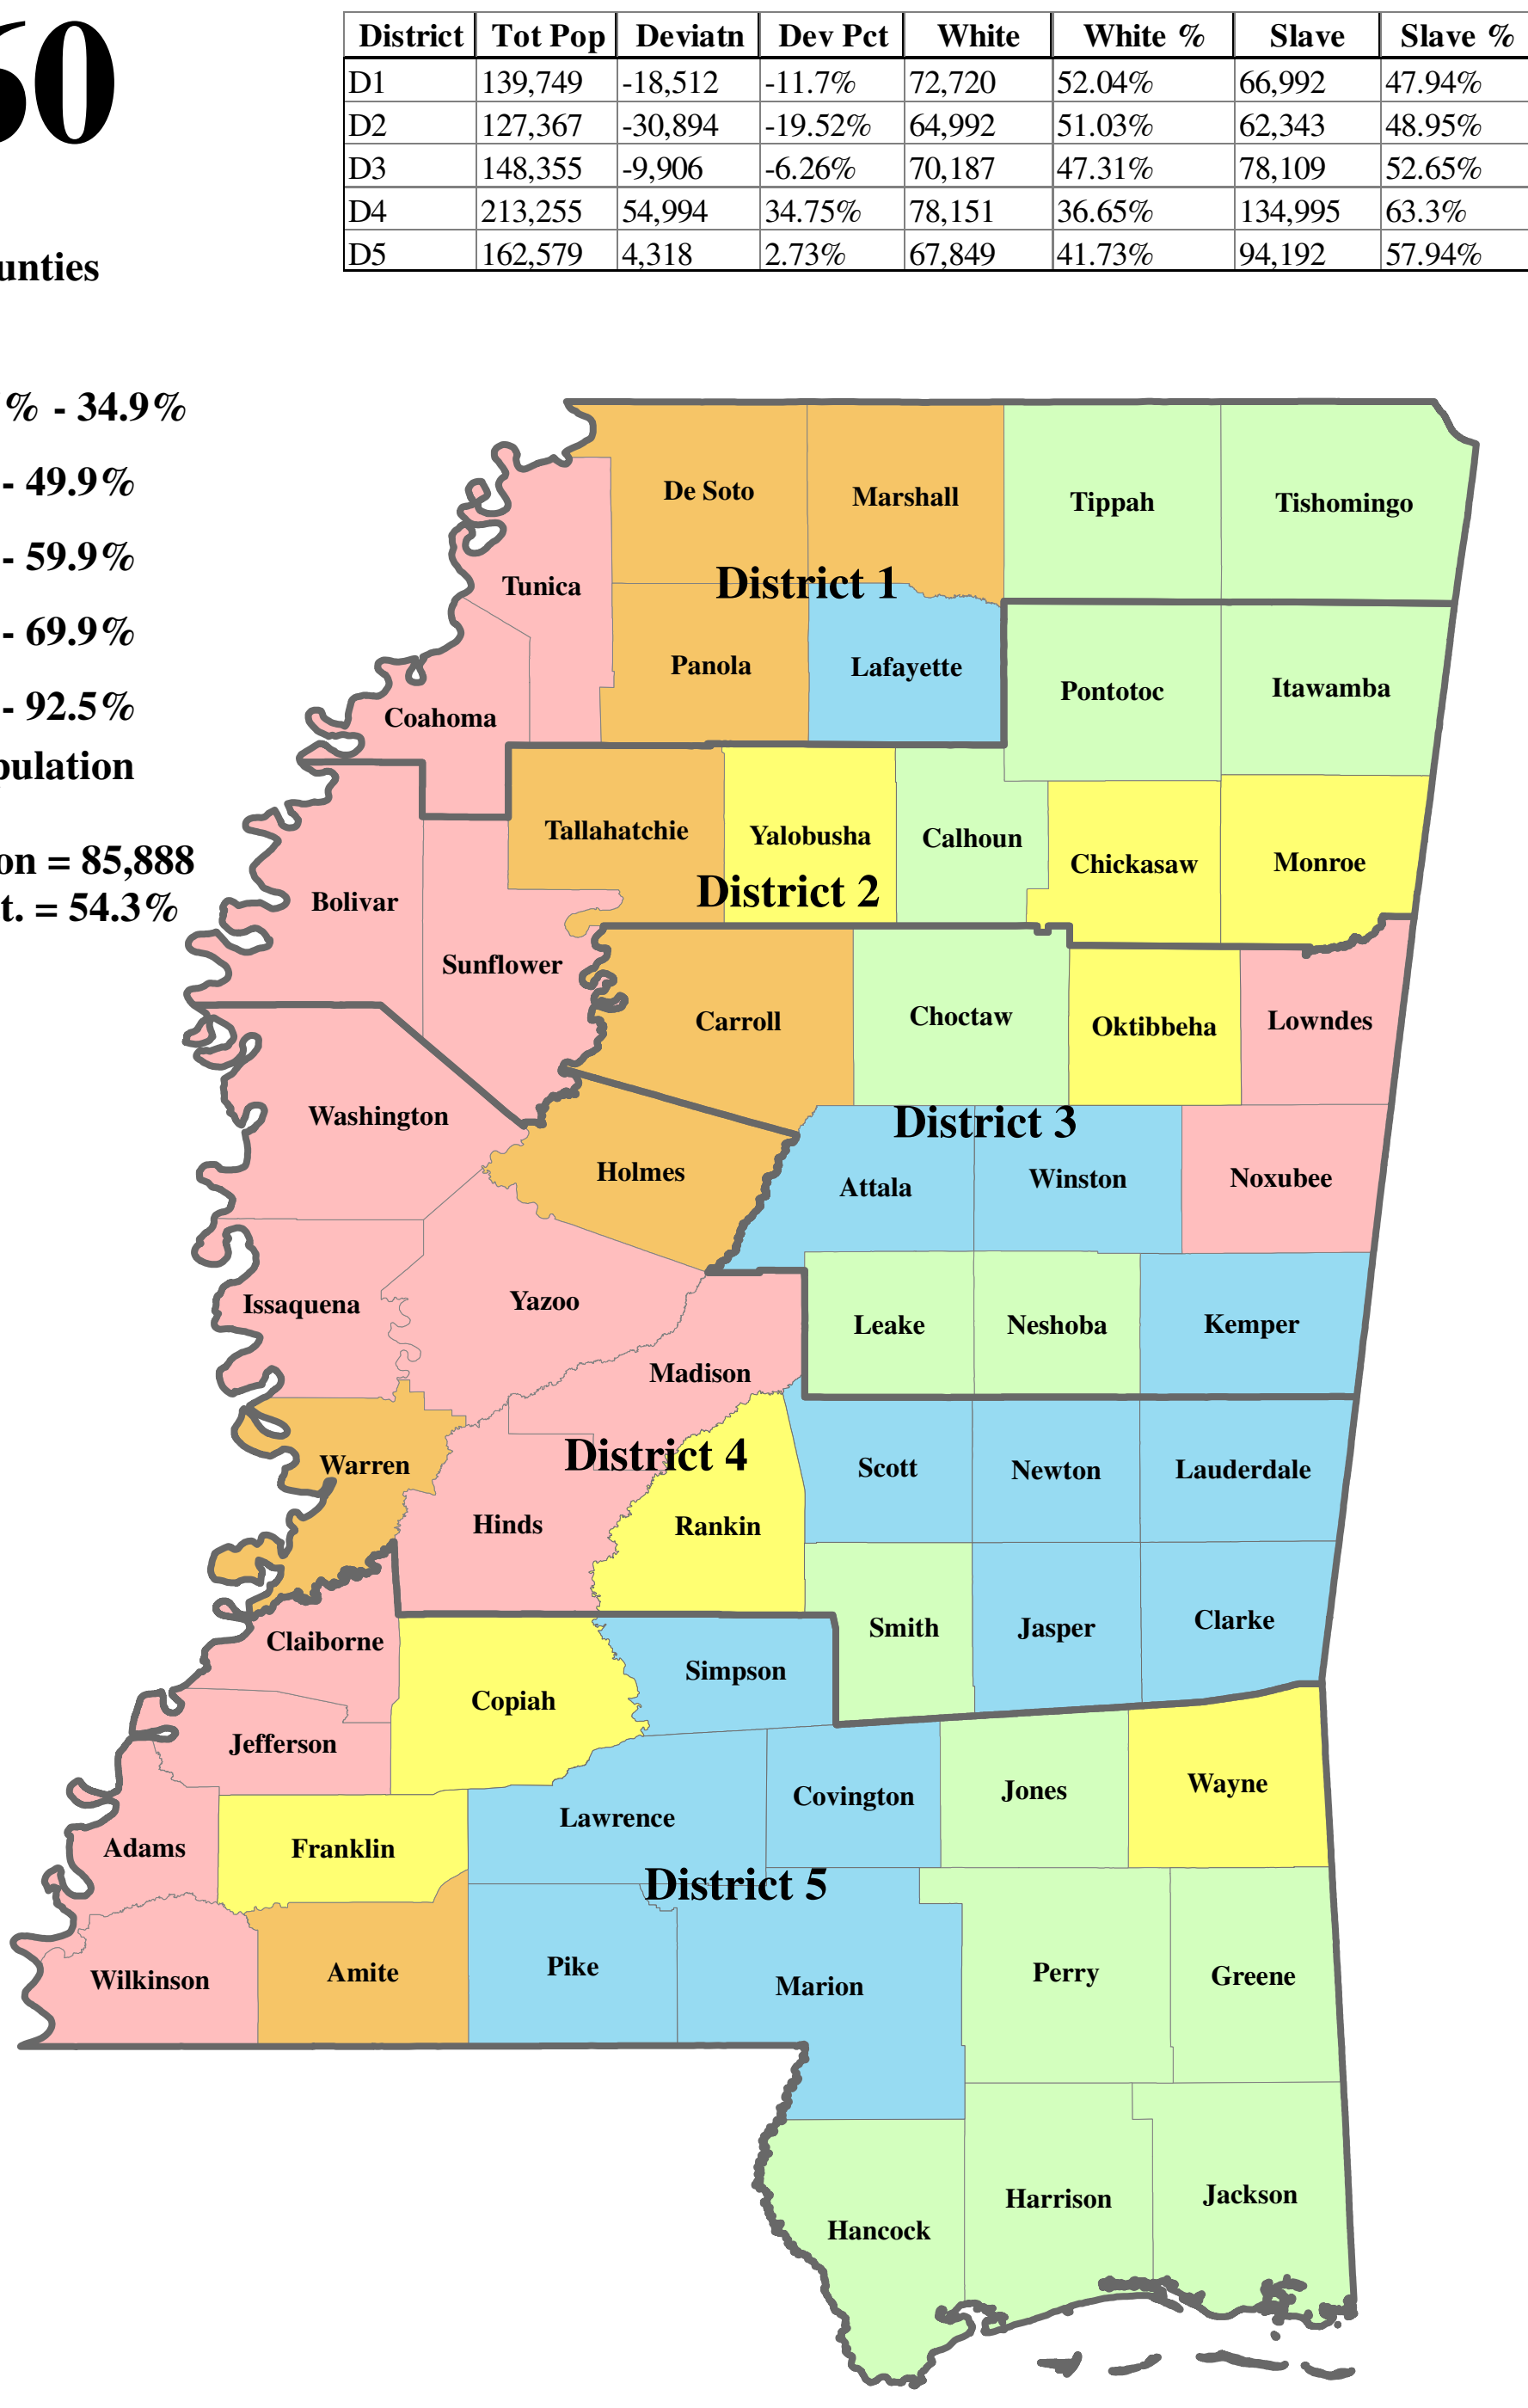 60
District Tot Pop Deviatn Dev Pct White White % Slave Slave %
D1 139,749 -18,512 -11.7% 72,720 52.04% 66,992 47.94%
D2 127,367 -30,894 -19.52% 64,992 51.03% 62,343 48.95%
D3 148,355 -9,906 -6.26% 70,187 47.31% 78,109 52.65%
D4 213,255 54,994 34.75% 78,151 36.65% 134,995 63.3%
D5 162,579 4,318 2.73% 67,849 41.73% 94,192 57.94%
unties
% - 34.9%
- 49.9%
- 59.9%
- 69.9%
- 92.5%
pulation
on = 85,888
t. = 54.3%
De Soto
Marshall
Tippah
Tishomingo
Tunica
District 1
Panola
Lafayette
Pontotoc
Itawamba
Coahoma
Tallahatchie
Yalobusha
Calhoun
Chickasaw
Monroe
Bolivar
District 2
Sunflower
Carroll
Choctaw
Oktibbeha
Lowndes
Washington
District 3
Holmes
Attala
Winston
Noxubee
Issaquena
Yazoo
Leake
Neshoba
Kemper
Madison
Warren
District 4
Scott
Newton
Lauderdale
Hinds
Rankin
Claiborne
Simpson
Smith
Jasper
Clarke
Copiah
Jefferson
Lawrence
Covington
Jones
Wayne
Adams
Franklin
District 5
Wilkinson
Amite
Pike
Marion
Perry
Greene
Hancock
Harrison
Jackson